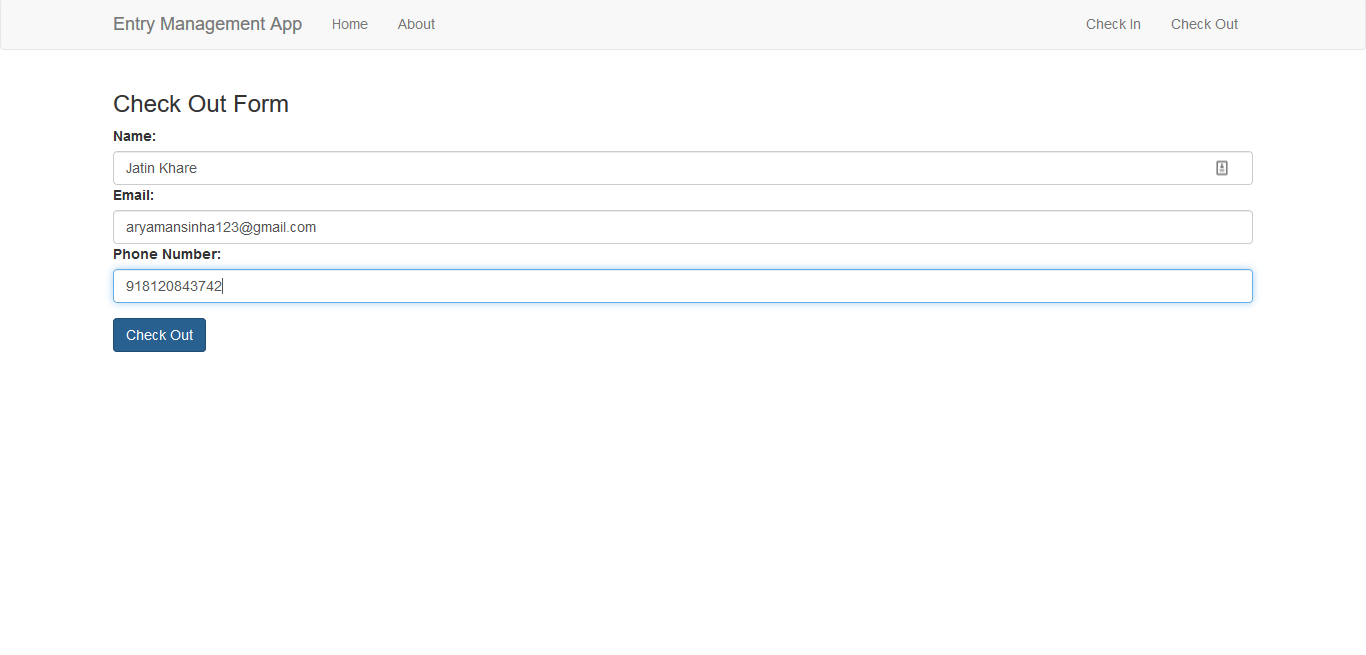 Entry Management App Home About Check In Check Out
Check Out Form
Name:
Jatin Khare
Email:
aryamansinha123@gmail.com
Phone Number:
918120843742
Check Out